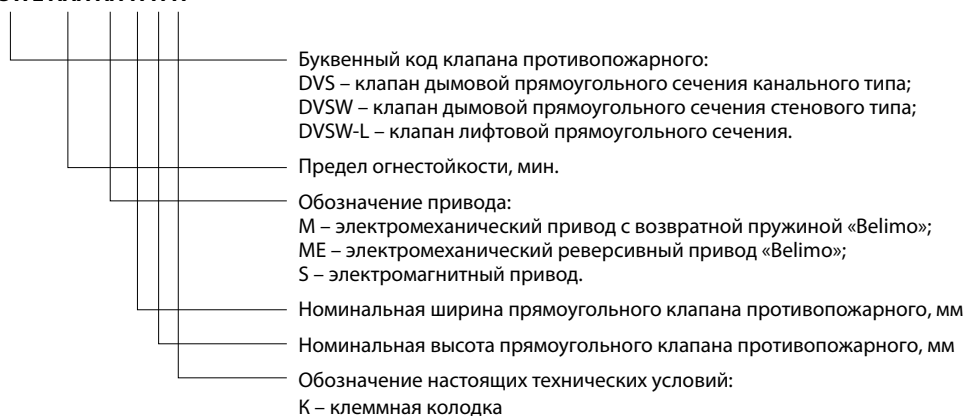 Буквенный код клапана противопожарного:
DVS – клапан дымовой прямоугольного сечения канального типа;
DVSW – клапан дымовой прямоугольного сечения стенового типа;
DVSW-L – клапан лифтовой прямоугольного сечения.
Предел огнестойкости, мин.
Обозначение привода:
M – электромеханический привод с возвратной пружиной «Belimo»;
ME – электромеханический реверсивный привод «Belimo»;
S – электромагнитный привод.
Номинальная ширина прямоугольного клапана противопожарного, мм
Номинальная высота прямоугольного клапана противопожарного, мм
Обозначение настоящих технических условий:
К – клеммная колодка